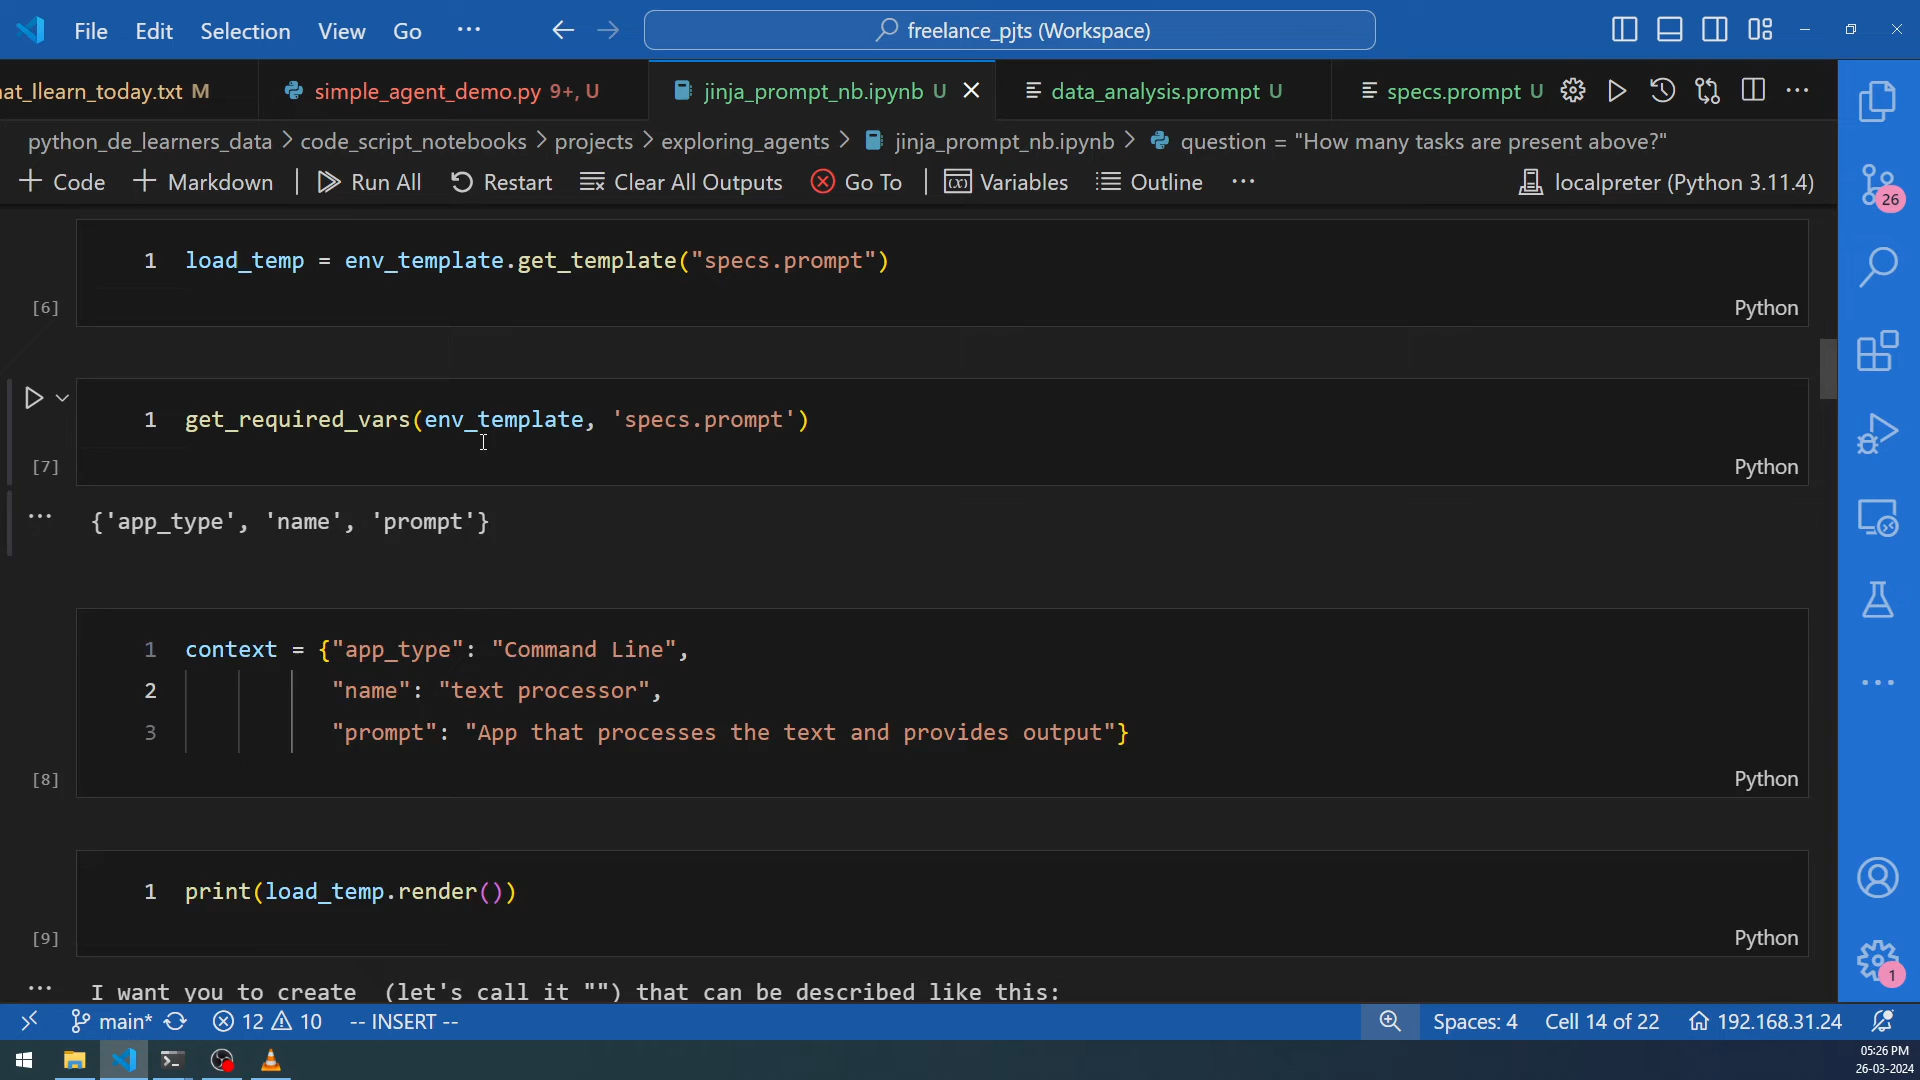 File Edit Selection View Go ··· freelance_pjts (Workspace)
at_Ilearn_today.txt M simple_agent_demo.py 9+, U jinja_prompt_nb.ipynb U data_analysis.prompt U specs.prompt U
python_de_learners_data > code_script_notebooks > projects > exploring_agents > jinja_prompt_nb.ipynb > question = "How many tasks are present above?"
+ Code + Markdown | Run All Restart Clear All Outputs Go To | Variables Outline ··· localpreter (Python 3.11.4)
26
1 load_temp = env_template.get_template("specs.prompt")
[6] Python
1 get_required_vars(env_template, 'specs.prompt')
[7] Python
··· {'app_type', 'name', 'prompt'}
1 context = {"app_type": "Command Line",
2 "name": "text processor",
3 "prompt": "App that processes the text and provides output"}
[8] Python
1 print(load_temp.render())
[9] Python
1
··· I want you to create  (let's call it "") that can be described like this:
main* 12 10 -- INSERT -- Spaces: 4 Cell 14 of 22 192.168.31.24
05:26 PM
26-03-2024